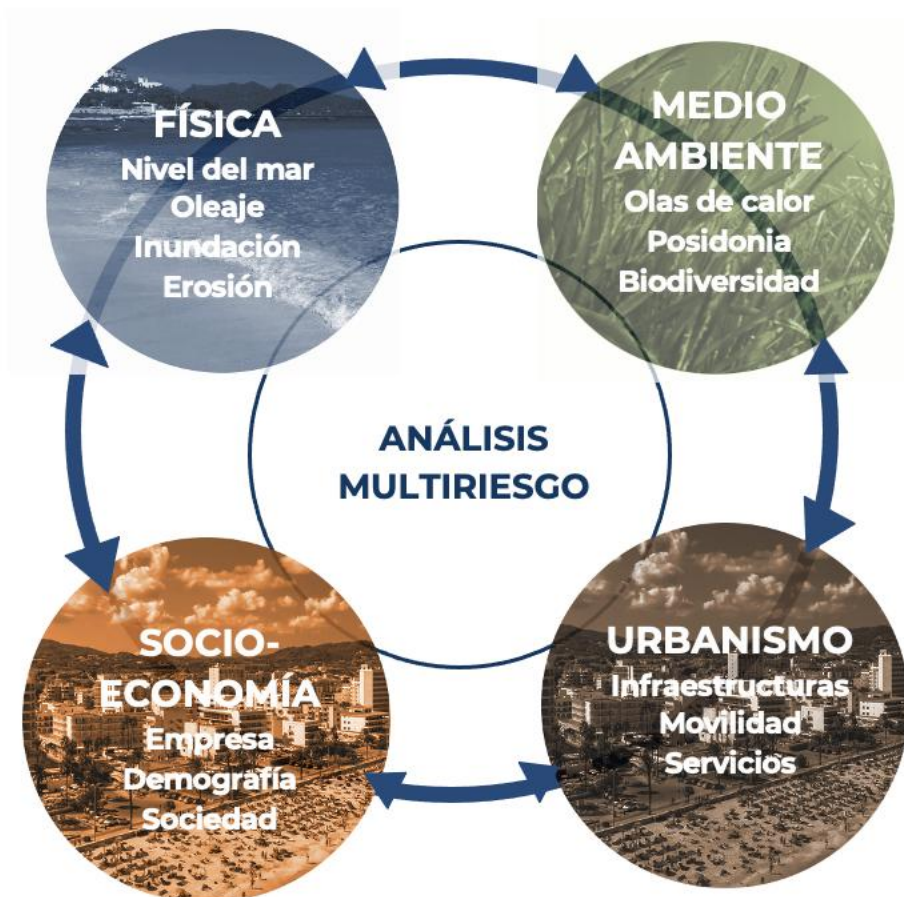 FÍSICA
Nivel del mar
Oleaje
Inundación
Erosión
MEDIO
AMBIENTE
Olas de calor
Posidonia
Biodiversidad
ANÁLISIS
MULTIRIESGO
SOCIO-
ECONOMÍA
Empresa
Demografía
Sociedad
URBANISMO
Infraestructuras
Movilidad
Servicios